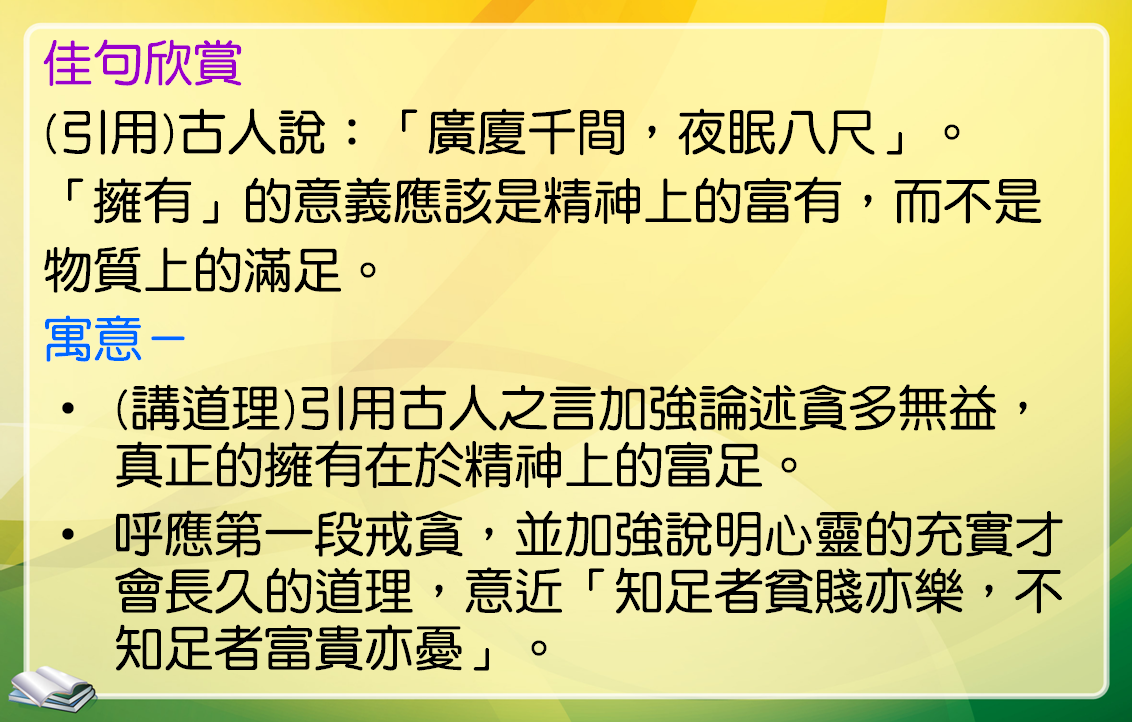 佳句欣賞
(引用)古人說：「廣廈千間，夜眠八尺」。
「擁有」的意義應該是精神上的富有，而不是
物質上的滿足。
寓意－
• (講道理)引用古人之言加強論述貪多無益，
真正的擁有在於精神上的富足。
• 呼應第一段戒貪，並加強說明心靈的充實才
會長久的道理，意近「知足者貧賤亦樂，不
知足者富貴亦憂」。